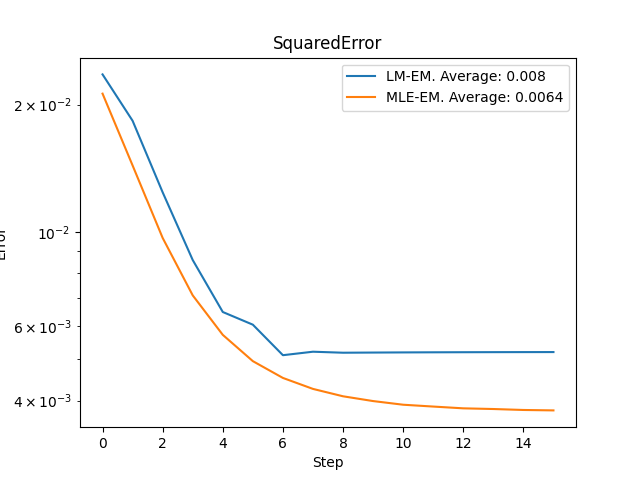 SquaredError
LM-EM. Average: 0.008
MLE-EM. Average: 0.0064
2 × 10⁻²
10⁻²
6 × 10⁻³
4 × 10⁻³
Error
0 2 4 6 8 10 12 14
Step